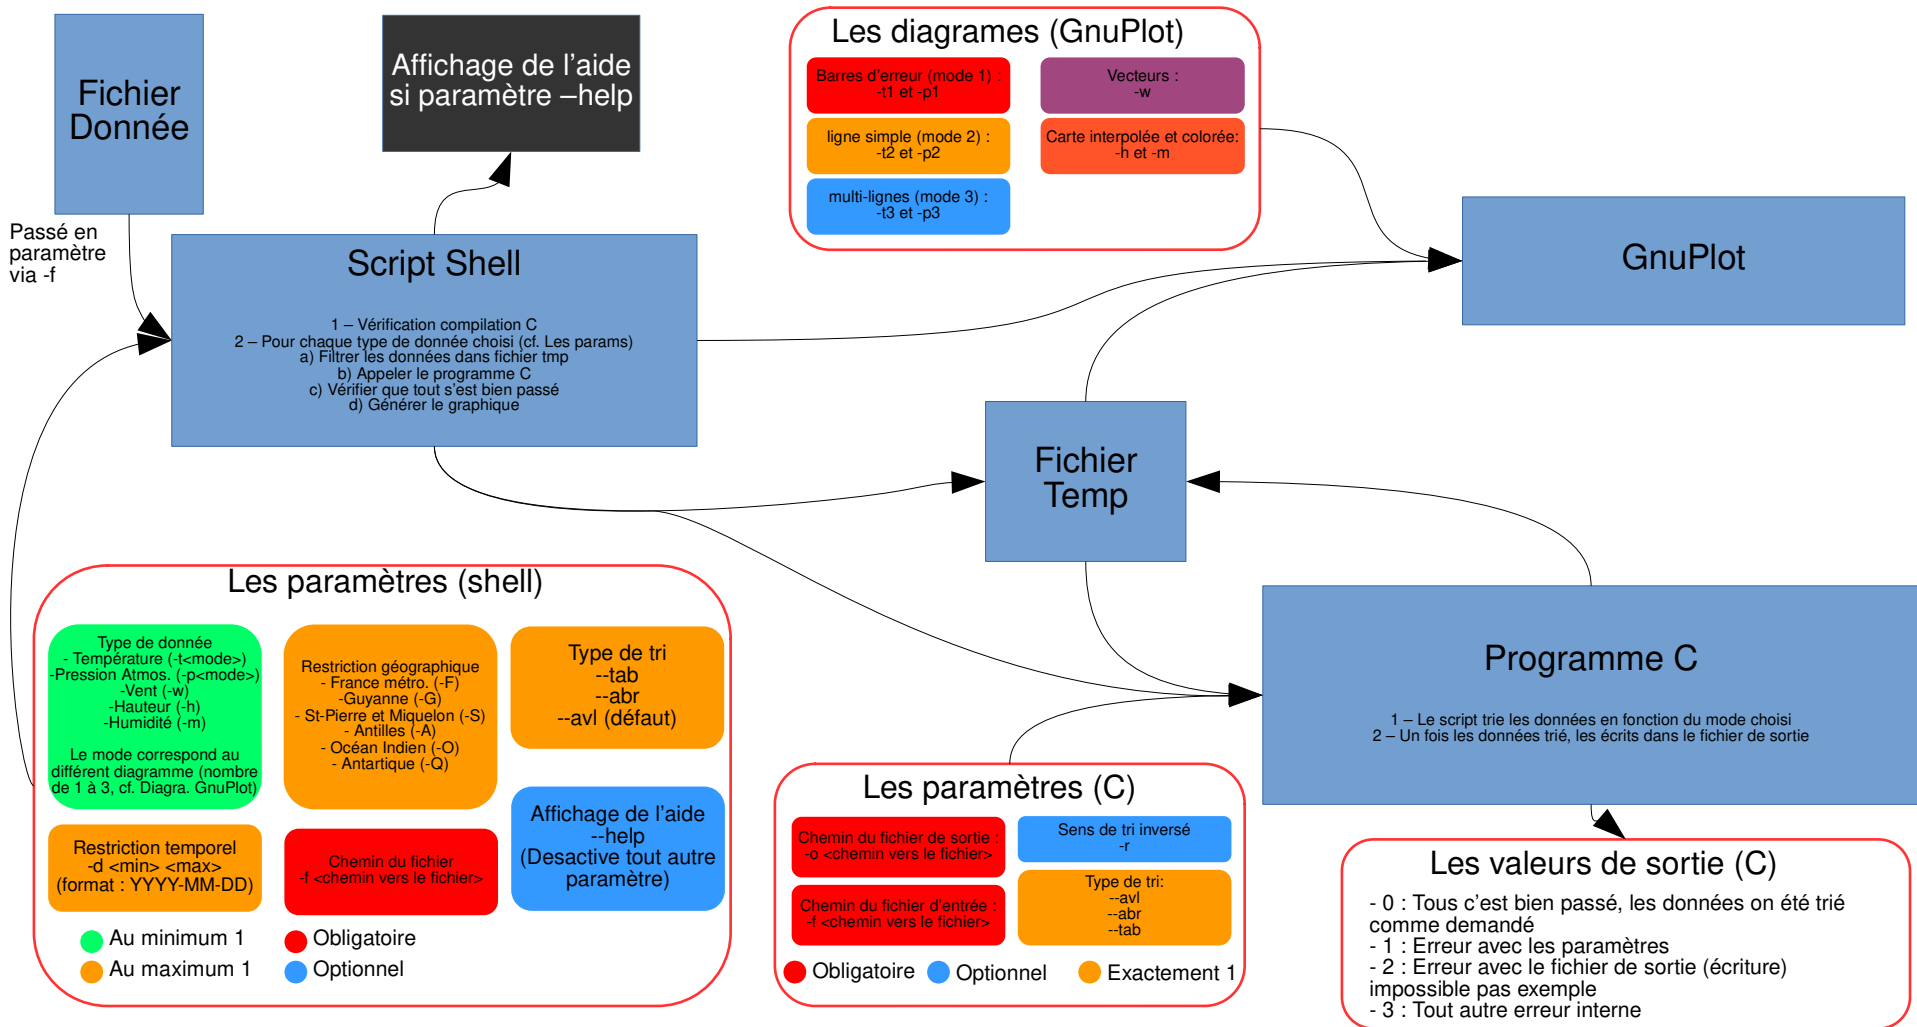 Fichier
Donnée
Affichage de l'aide
si paramètre –help
Les diagrames (GnuPlot)
Barres d'erreur (mode 1) :
-t1 et -p1
Vecteurs :
-w
ligne simple (mode 2) :
-t2 et -p2
Carte interpolée et colorée:
-h et -m
multi-lignes (mode 3) :
-t3 et -p3
Passé en
paramètre
via -f
Script Shell
1 – Vérification compilation C
2 – Pour chaque type de donnée choisi (cf. Les params)
a) Filtrer les données dans fichier tmp
b) Appeler le programme C
c) Vérifier que tout s'est bien passé
d) Générer le graphique
GnuPlot
Fichier
Temp
Les paramètres (shell)
Type de donnée
- Température (-t<mode>)
-Pression Atmos. (-p<mode>)
-Vent (-w)
-Hauteur (-h)
-Humidité (-m)
Le mode correspond au
différent diagramme (nombre
de 1 à 3, cf. Diagra. GnuPlot)
Restriction géographique
- France métro. (-F)
-Guyanne (-G)
- St-Pierre et Miquelon (-S)
- Antilles (-A)
- Océan Indien (-O)
- Antartique (-Q)
Type de tri
--tab
--abr
--avl (défaut)
Restriction temporel
-d <min> <max>
(format : YYYY-MM-DD)
Chemin du fichier
-f <chemin vers le fichier>
Affichage de l'aide
--help
(Desactive tout autre
paramètre)
Au minimum 1
Obligatoire
Au maximum 1
Optionnel
Programme C
1 – Le script trie les données en fonction du mode choisi
2 – Un fois les données trié, les écrits dans le fichier de sortie
Les paramètres (C)
Chemin du fichier de sortie :
-o <chemin vers le fichier>
Sens de tri inversé
-r
Chemin du fichier d'entrée :
-f <chemin vers le fichier>
Type de tri:
--avl
--abr
--tab
Obligatoire
Optionnel
Exactement 1
Les valeurs de sortie (C)
- 0 : Tous c'est bien passé, les données on été trié
comme demandé
- 1 : Erreur avec les paramètres
- 2 : Erreur avec le fichier de sortie (écriture)
impossible pas exemple
- 3 : Tout autre erreur interne